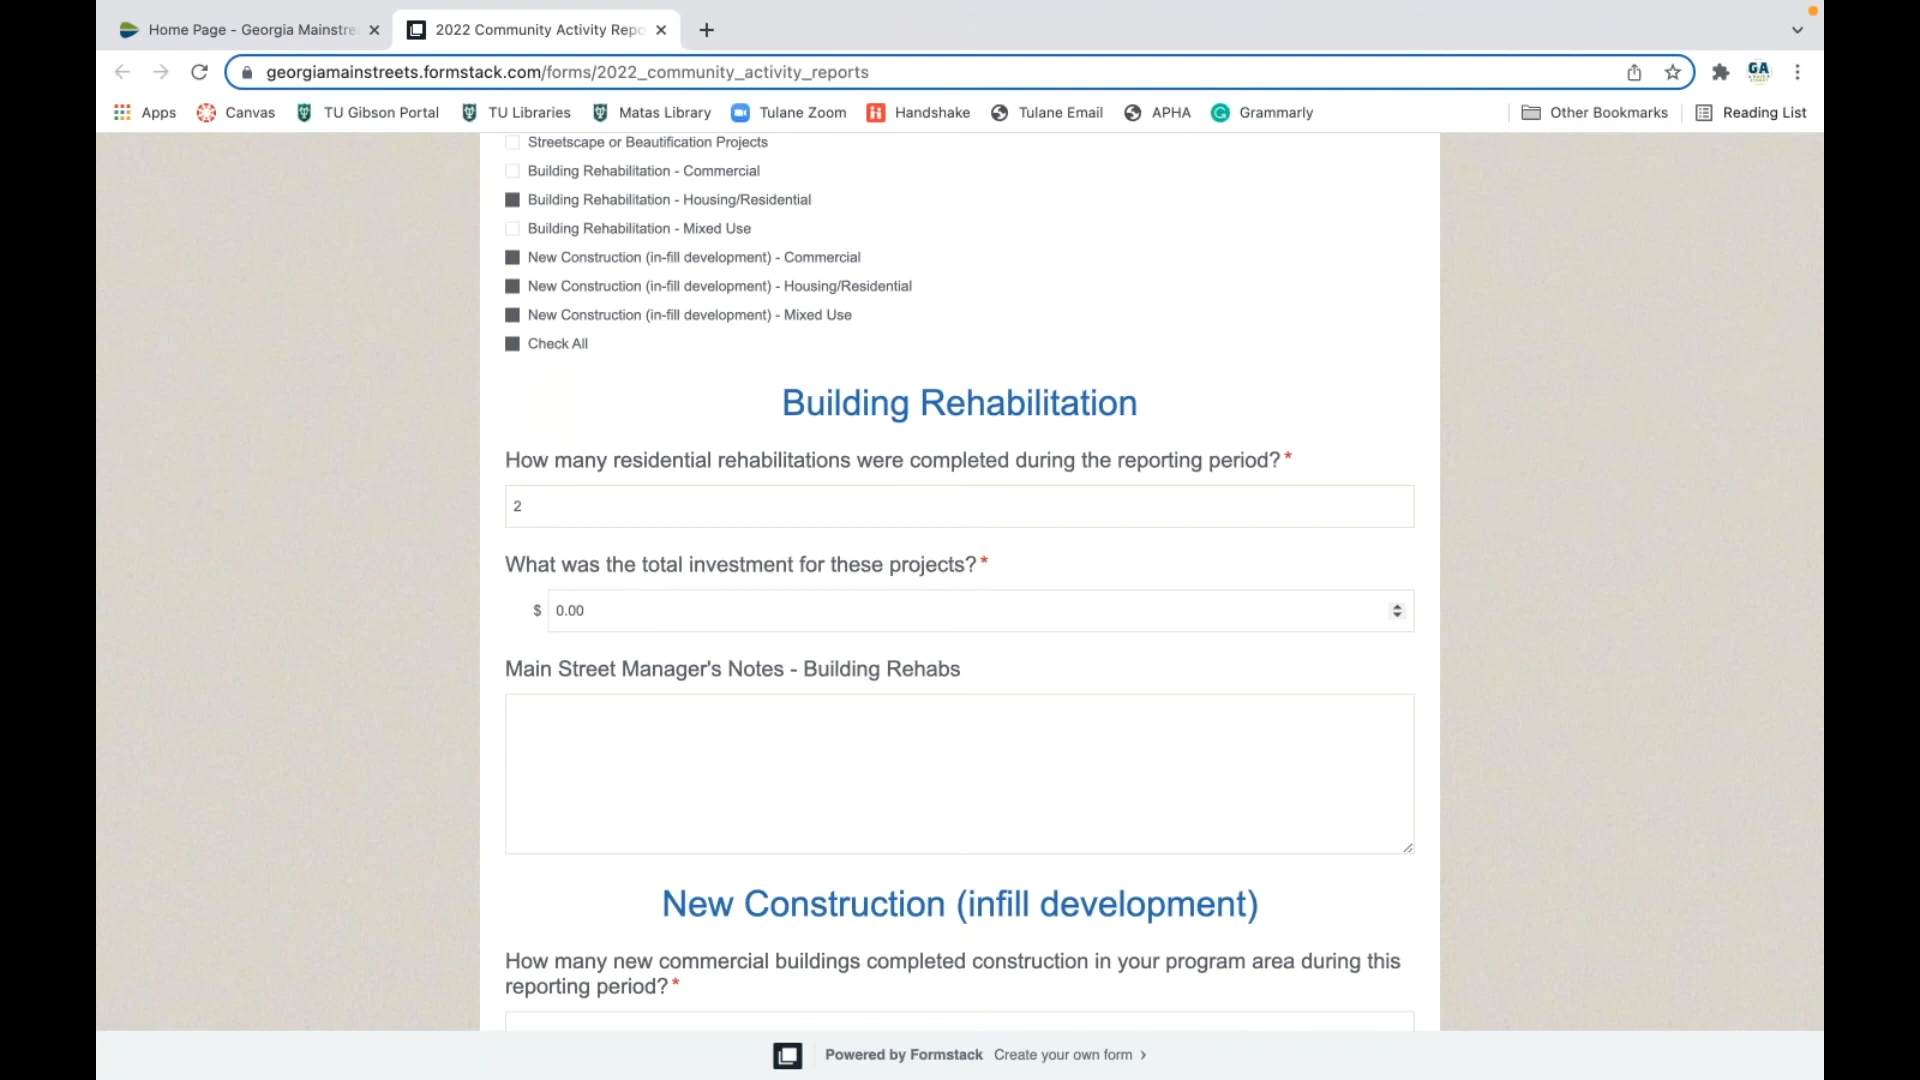 Home Page - Georgia Mainstre
2022 Community Activity Repo
georgiamainstreets.formstack.com/forms/2022_community_activity_reports
GA
Apps
Canvas
TU Gibson Portal
TU Libraries
Matas Library
Tulane Zoom
Handshake
Tulane Email
APHA
Grammarly
Other Bookmarks
Reading List
Streetscape or Beautification Projects
Building Rehabilitation - Commercial
Building Rehabilitation - Housing/Residential
Building Rehabilitation - Mixed Use
New Construction (in-fill development) - Commercial
New Construction (in-fill development) - Housing/Residential
New Construction (in-fill development) - Mixed Use
Check All
Building Rehabilitation
How many residential rehabilitations were completed during the reporting period?*
2
What was the total investment for these projects?*
$ 0.00
Main Street Manager's Notes - Building Rehabs
New Construction (infill development)
How many new commercial buildings completed construction in your program area during this
reporting period?*
Powered by Formstack Create your own form ›